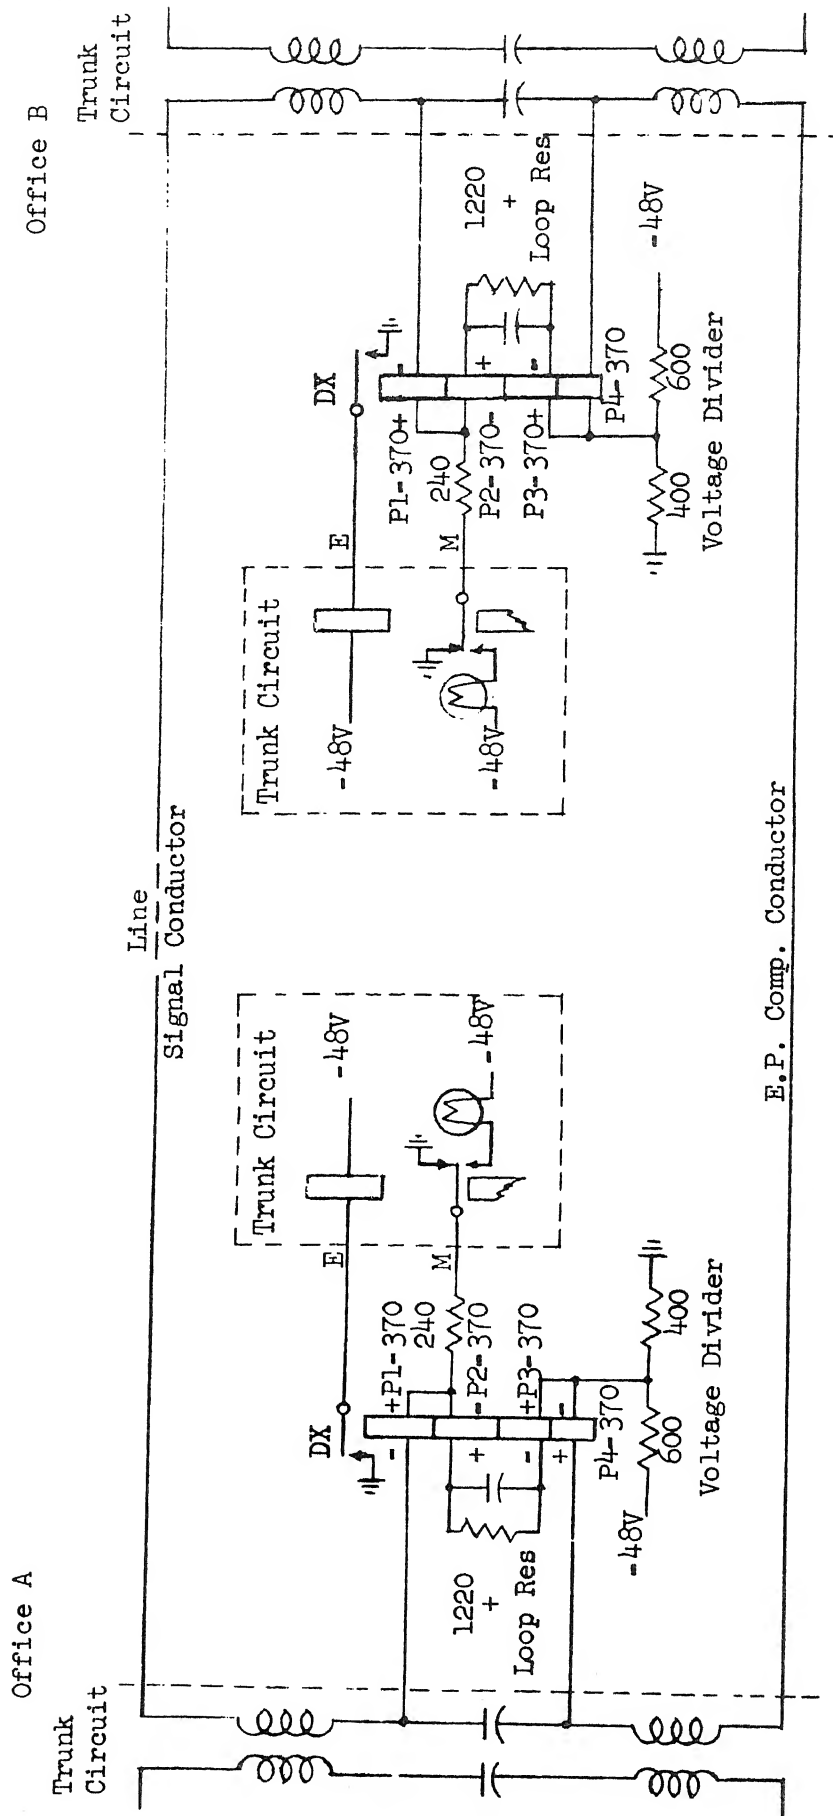 Office A
Office B
Trunk
Circuit
Trunk
Circuit
Line
Signal Conductor
Trunk Circuit
-48V
E
M
-48V
DX
-
+P1-370
240
+
-P2-370
-
+P3-370
+
-
P4-370
1220
+
Loop Res
-48V
600
400
Voltage Divider
Trunk Circuit
-48V
E
M
-48V
DX
P1-370+
-
240
P2-370-
+
P3-370+
-
P4-370
1220
+
Loop Res
400
600
-48V
Voltage Divider
E.P. Comp. Conductor